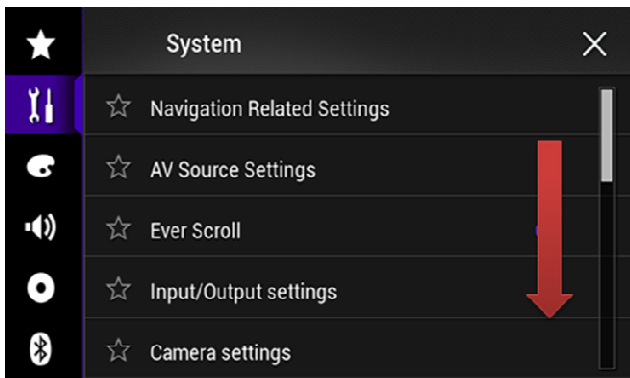 System
Navigation Related Settings
AV Source Settings
Ever Scroll
Input/Output settings
Camera settings